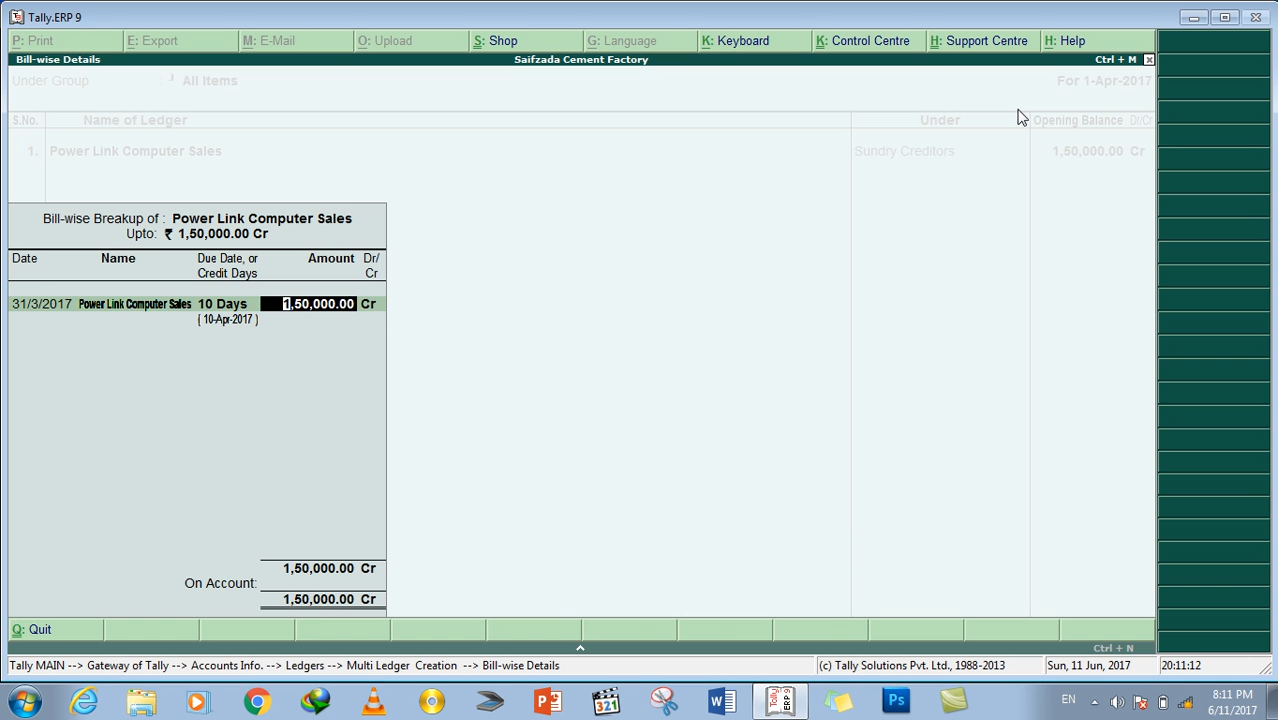 Tally.ERP 9
P: Print E: Export M: E-Mail O: Upload S: Shop G: Language K: Keyboard K: Control Centre H: Support Centre H: Help
Bill-wise Details Saifzada Cement Factory Ctrl + M
Under Group All Items For 1-Apr-2017
S.No. Name of Ledger Under Opening Balance Dr/Cr
1. Power Link Computer Sales Sundry Creditors 1,50,000.00 Cr
Bill-wise Breakup of : Power Link Computer Sales
Upto: ₹ 1,50,000.00 Cr
Date Name Due Date, or Amount Dr/
Credit Days Cr
31/3/2017 Power Link Computer Sales 10 Days 1,50,000.00 Cr
( 10-Apr-2017 )
1,50,000.00 Cr
On Account:
1,50,000.00 Cr
Q: Quit
Ctrl + N
Tally MAIN --> Gateway of Tally --> Accounts Info. --> Ledgers --> Multi Ledger Creation --> Bill-wise Details (c) Tally Solutions Pvt. Ltd., 1988-2013 Sun, 11 Jun, 2017 20:11:12
321 Tally ERP 9 Ps EN 8:11 PM
6/11/2017